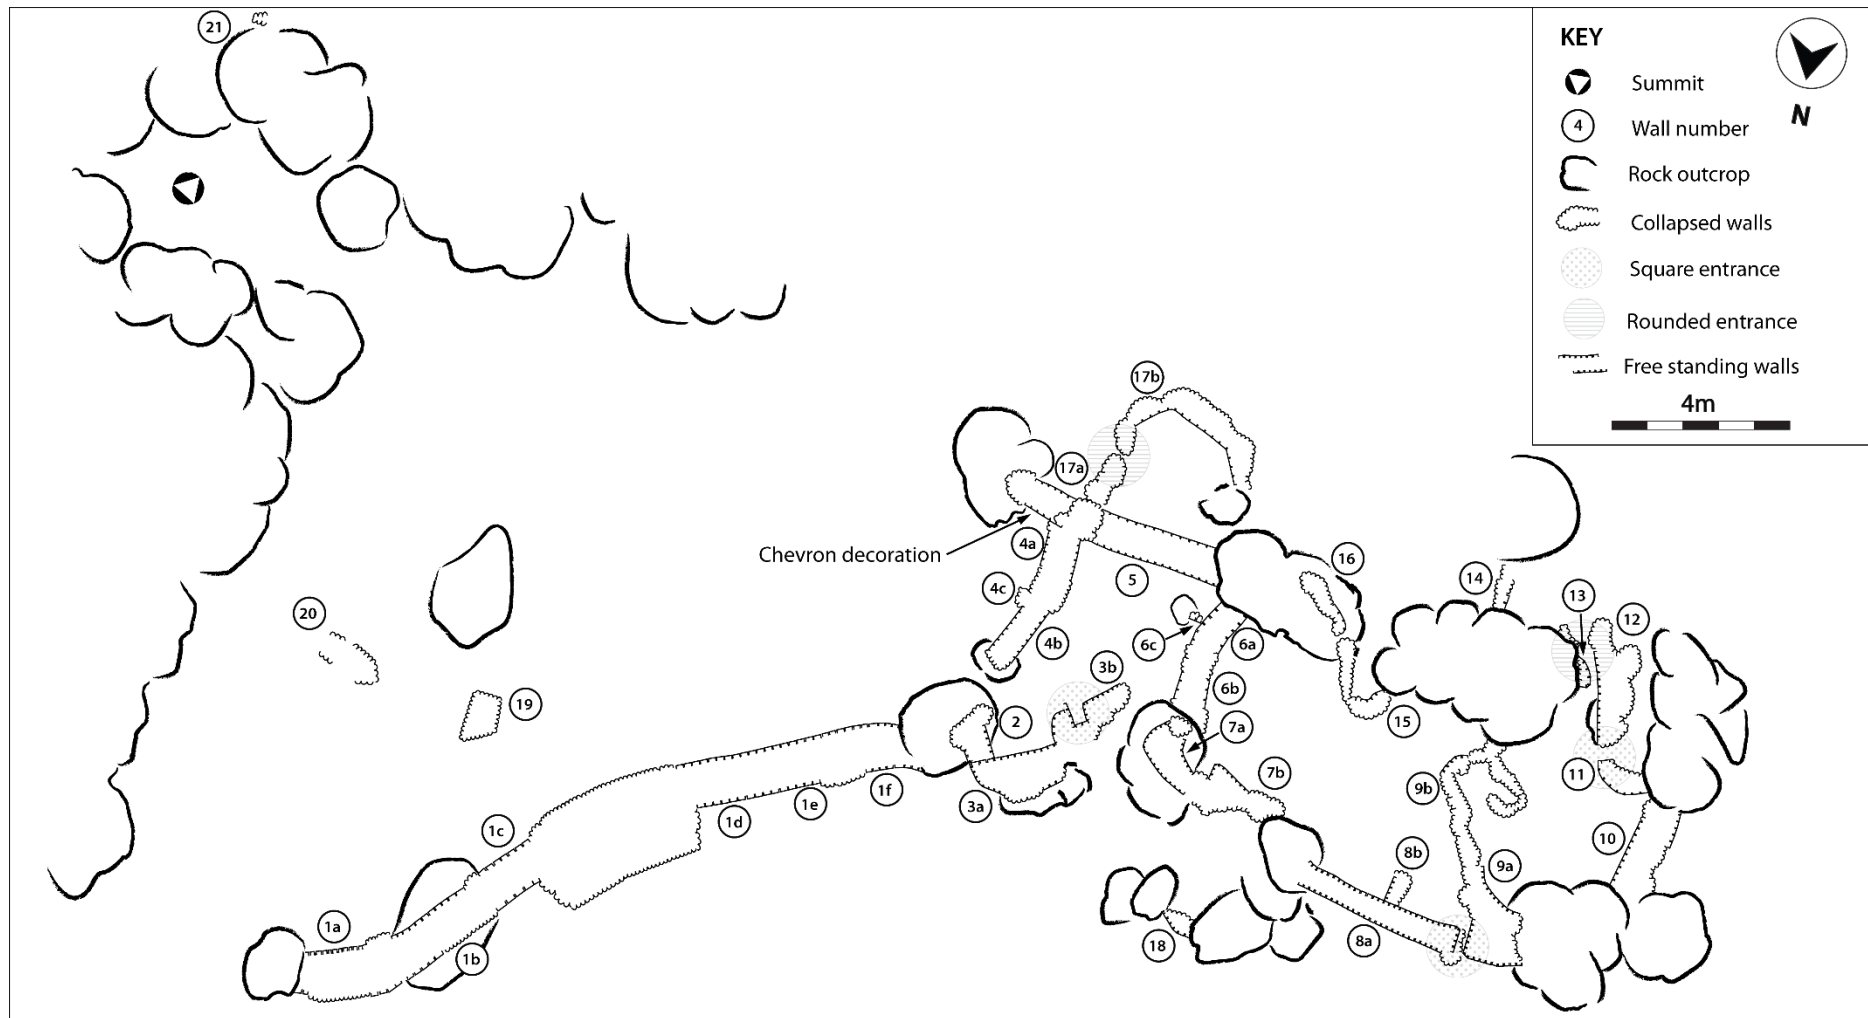 21
KEY
N
Summit
4
Wall number
Rock outcrop
Collapsed walls
Square entrance
Rounded entrance
Free standing walls
4m
17b
17a
Chevron decoration
4a
5
16
14
13
12
4c
4b
6c
6a
3b
6b
15
20
19
2
7a
7b
9b
11
3a
1f
1e
1d
1c
10
8b
9a
1a
1b
18
8a